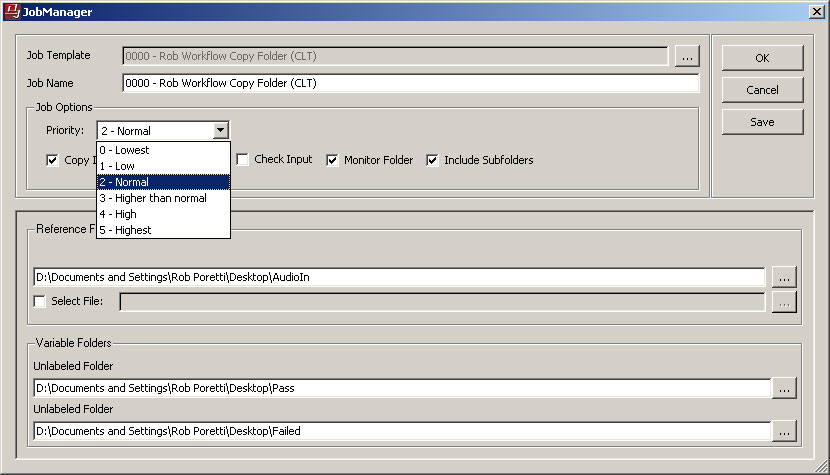 JobManager
Job Template 0000 - Rob Workflow Copy Folder (CLT) ... OK
Job Name 0000 - Rob Workflow Copy Folder (CLT) Cancel
Job Options Save
Priority: 2 - Normal
0 - Lowest
Copy 1 - Low Check Input Monitor Folder Include Subfolders
2 - Normal
3 - Higher than normal
4 - High
5 - Highest
Reference
D:\Documents and Settings\Rob Poretti\Desktop\AudioIn ...
Select File: ...
Variable Folders
Unlabeled Folder
D:\Documents and Settings\Rob Poretti\Desktop\Pass ...
Unlabeled Folder
D:\Documents and Settings\Rob Poretti\Desktop\Failed ...